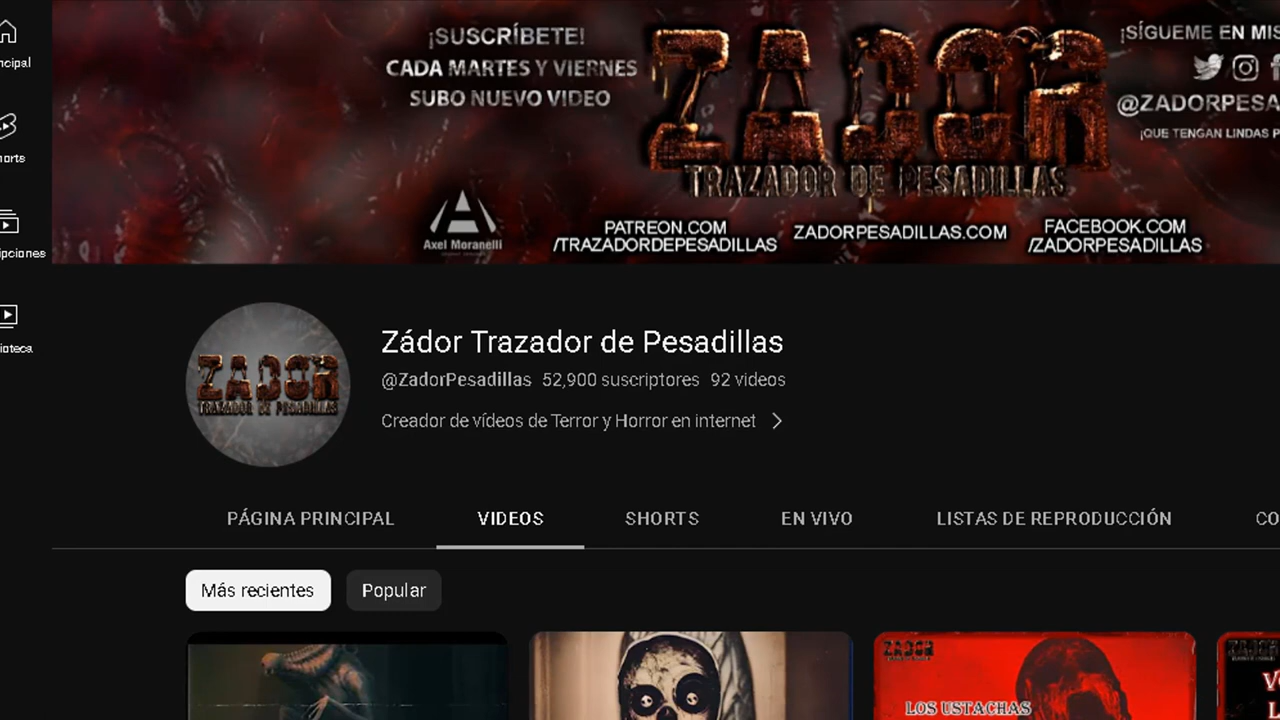 ¡SUSCRÍBETE!
CADA MARTES Y VIERNES
SUBO NUEVO VIDEO
ZADOR
TRAZADOR DE PESADILLAS
¡SÍGUEME EN MIS
@ZADORPESA
¡QUE TENGAN LINDAS P
Axel Moranelli
PATREON.COM
/TRAZADORDEPESADILLAS
ZADORPESADILLAS.COM
FACEBOOK.COM
/ZADORPESADILLAS
ncipal
orts
ipciones
ioteca
ZADOR
TRAZADOR DE PESADILLAS
Zádor Trazador de Pesadillas
@ZadorPesadillas 52,900 suscriptores 92 videos
Creador de vídeos de Terror y Horror en internet
PÁGINA PRINCIPAL VIDEOS SHORTS EN VIVO LISTAS DE REPRODUCCIÓN CO
Más recientes Popular
ZADOR
LOS USTACHAS
ZADOR